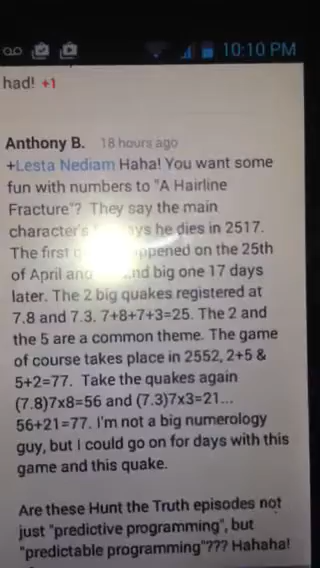 10:10 PM
had! +1
Anthony B. 18 hours ago
+Lesta Nediam Haha! You want some
fun with numbers to "A Hairline
Fracture"? They say the main
character's he dies in 2517.
The first on the 25th
of April big one 17 days
later. The 2 big quakes registered at
7.8 and 7.3. 7+8+7+3=25. The 2 and
the 5 are a common theme. The game
of course takes place in 2552, 2+5 &
5+2=77. Take the quakes again
(7.8)7x8=56 and (7.3)7x3=21...
56+21=77. I'm not a big numerology
guy, but I could go on for days with this
game and this quake.
Are these Hunt the Truth episodes not
just "predictive programming", but
"predictable programming"??? Hahaha!